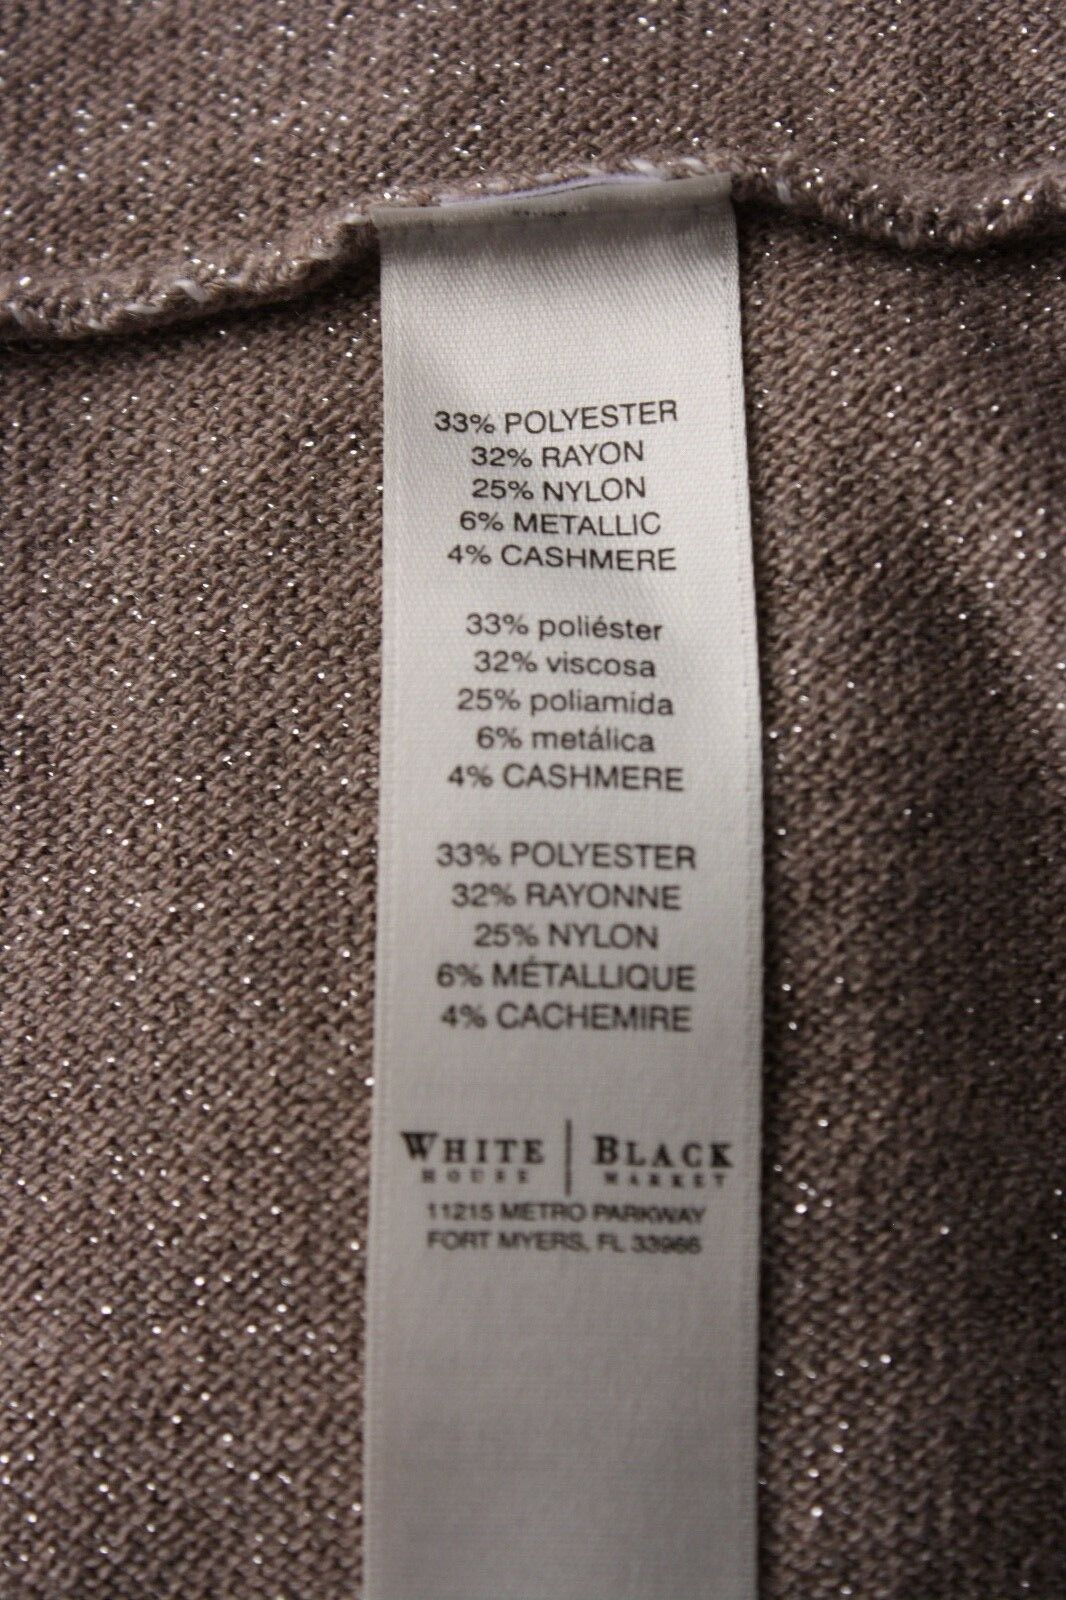 33% POLYESTER
32% RAYON
25% NYLON
6% METALLIC
4% CASHMERE
33% poliéster
32% viscosa
25% poliamida
6% metálica
4% CASHMERE
33% POLYESTER
32% RAYONNE
25% NYLON
6% MÉTALLIQUE
4% CACHEMIRE
WHITE | BLACK
HOUSE MARKET
11215 METRO PARKWAY
FORT MYERS, FL 33966